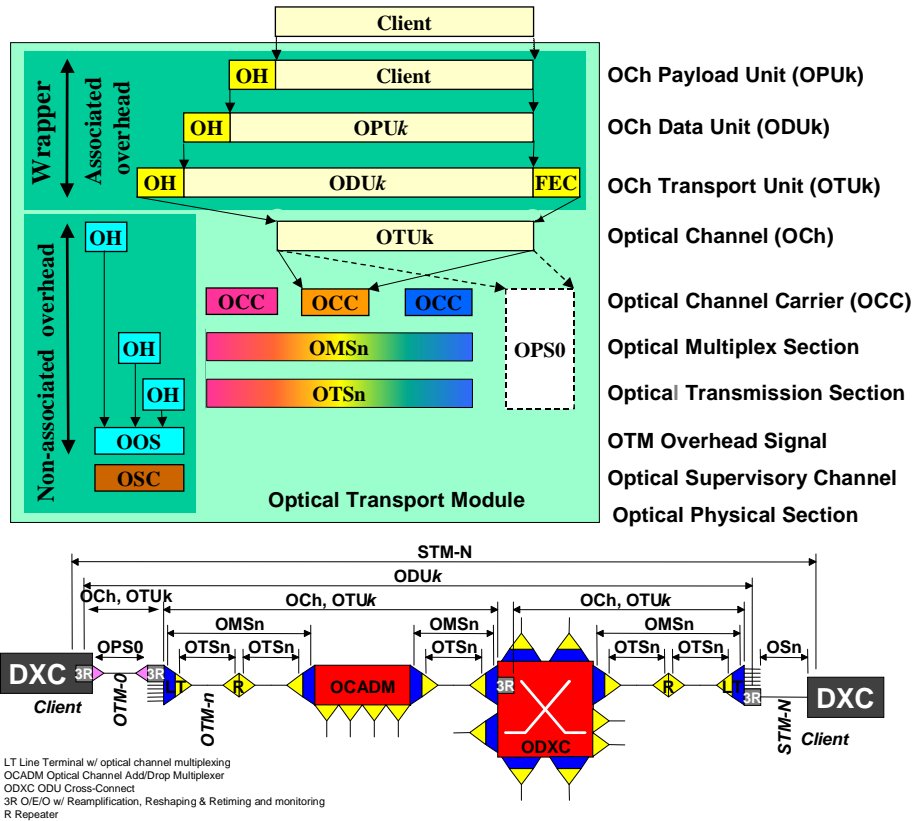 Client
OH Client OCh Payload Unit (OPUk)
OH OPUk OCh Data Unit (ODUk)
OH ODUk FEC OCh Transport Unit (OTUk)
Wrapper
Associated
overhead
OH OTUk Optical Channel (OCh)
OCC OCC OCC Optical Channel Carrier (OCC)
OH OMSn OPS0 Optical Multiplex Section
OH OTSn Optical Transmission Section
OOS OTM Overhead Signal
OSC Optical Supervisory Channel
Non-associated overhead
Optical Transport Module
Optical Physical Section
STM-N
ODUk
OCh, OTUk OCh, OTUk OCh, OTUk
OMSn OMSn OMSn
OPS0 OTSn OTSn OTSn OTSn OTSn OSn
DXC 3R 3R LT R OCADM 3R R LT 3R DXC
Client OTM-0 OTM-n ODXC STM-N Client
LT Line Terminal w/ optical channel multiplexing
OCADM Optical Channel Add/Drop Multiplexer
ODXC ODU Cross-Connect
3R O/E/O w/ Reamplification, Reshaping & Retiming and monitoring
R Repeater